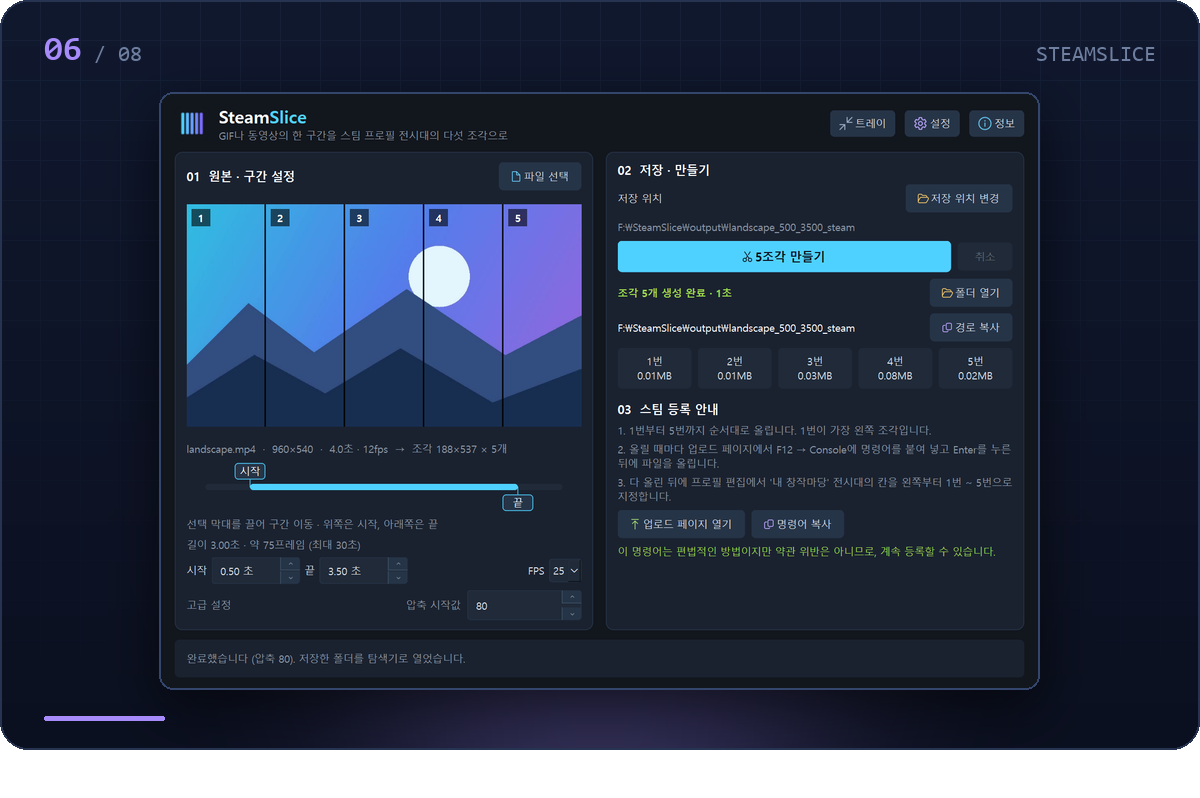 06 / 08
STEAMSLICE
SteamSlice
GIF나 동영상의 한 구간을 스팀 프로필 전시대의 다섯 조각으로
트레이
설정
정보
01 원본 · 구간 설정
파일 선택
1
2
3
4
5
landscape.mp4 · 960×540 · 4.0초 · 12fps → 조각 188×537 × 5개
시작
끝
선택 막대를 끌어 구간 이동 · 위쪽은 시작, 아래쪽은 끝
길이 3.00초 · 약 75프레임 (최대 30초)
시작 0.50 초 끝 3.50 초 FPS 25
고급 설정 압축 시작값 80
02 저장 · 만들기
저장 위치
저장 위치 변경
F:₩SteamSlice₩output₩landscape_500_3500_steam
5조각 만들기
취소
조각 5개 생성 완료 · 1초
폴더 열기
F:₩SteamSlice₩output₩landscape_500_3500_steam
경로 복사
1번 2번 3번 4번 5번
0.01MB 0.01MB 0.03MB 0.08MB 0.02MB
03 스팀 등록 안내
1. 1번부터 5번까지 순서대로 올립니다. 1번이 가장 왼쪽 조각입니다.
2. 올릴 때마다 업로드 페이지에서 F12 → Console에 명령어를 붙여 넣고 Enter를 누른
뒤에 파일을 올립니다.
3. 다 올린 뒤에 프로필 편집에서 '내 창작마당' 전시대의 칸을 왼쪽부터 1번 ~ 5번으로
지정합니다.
업로드 페이지 열기
명령어 복사
이 명령어는 편법적인 방법이지만 약관 위반은 아니므로, 계속 등록할 수 있습니다.
완료했습니다 (압축 80). 저장한 폴더를 탐색기로 열었습니다.